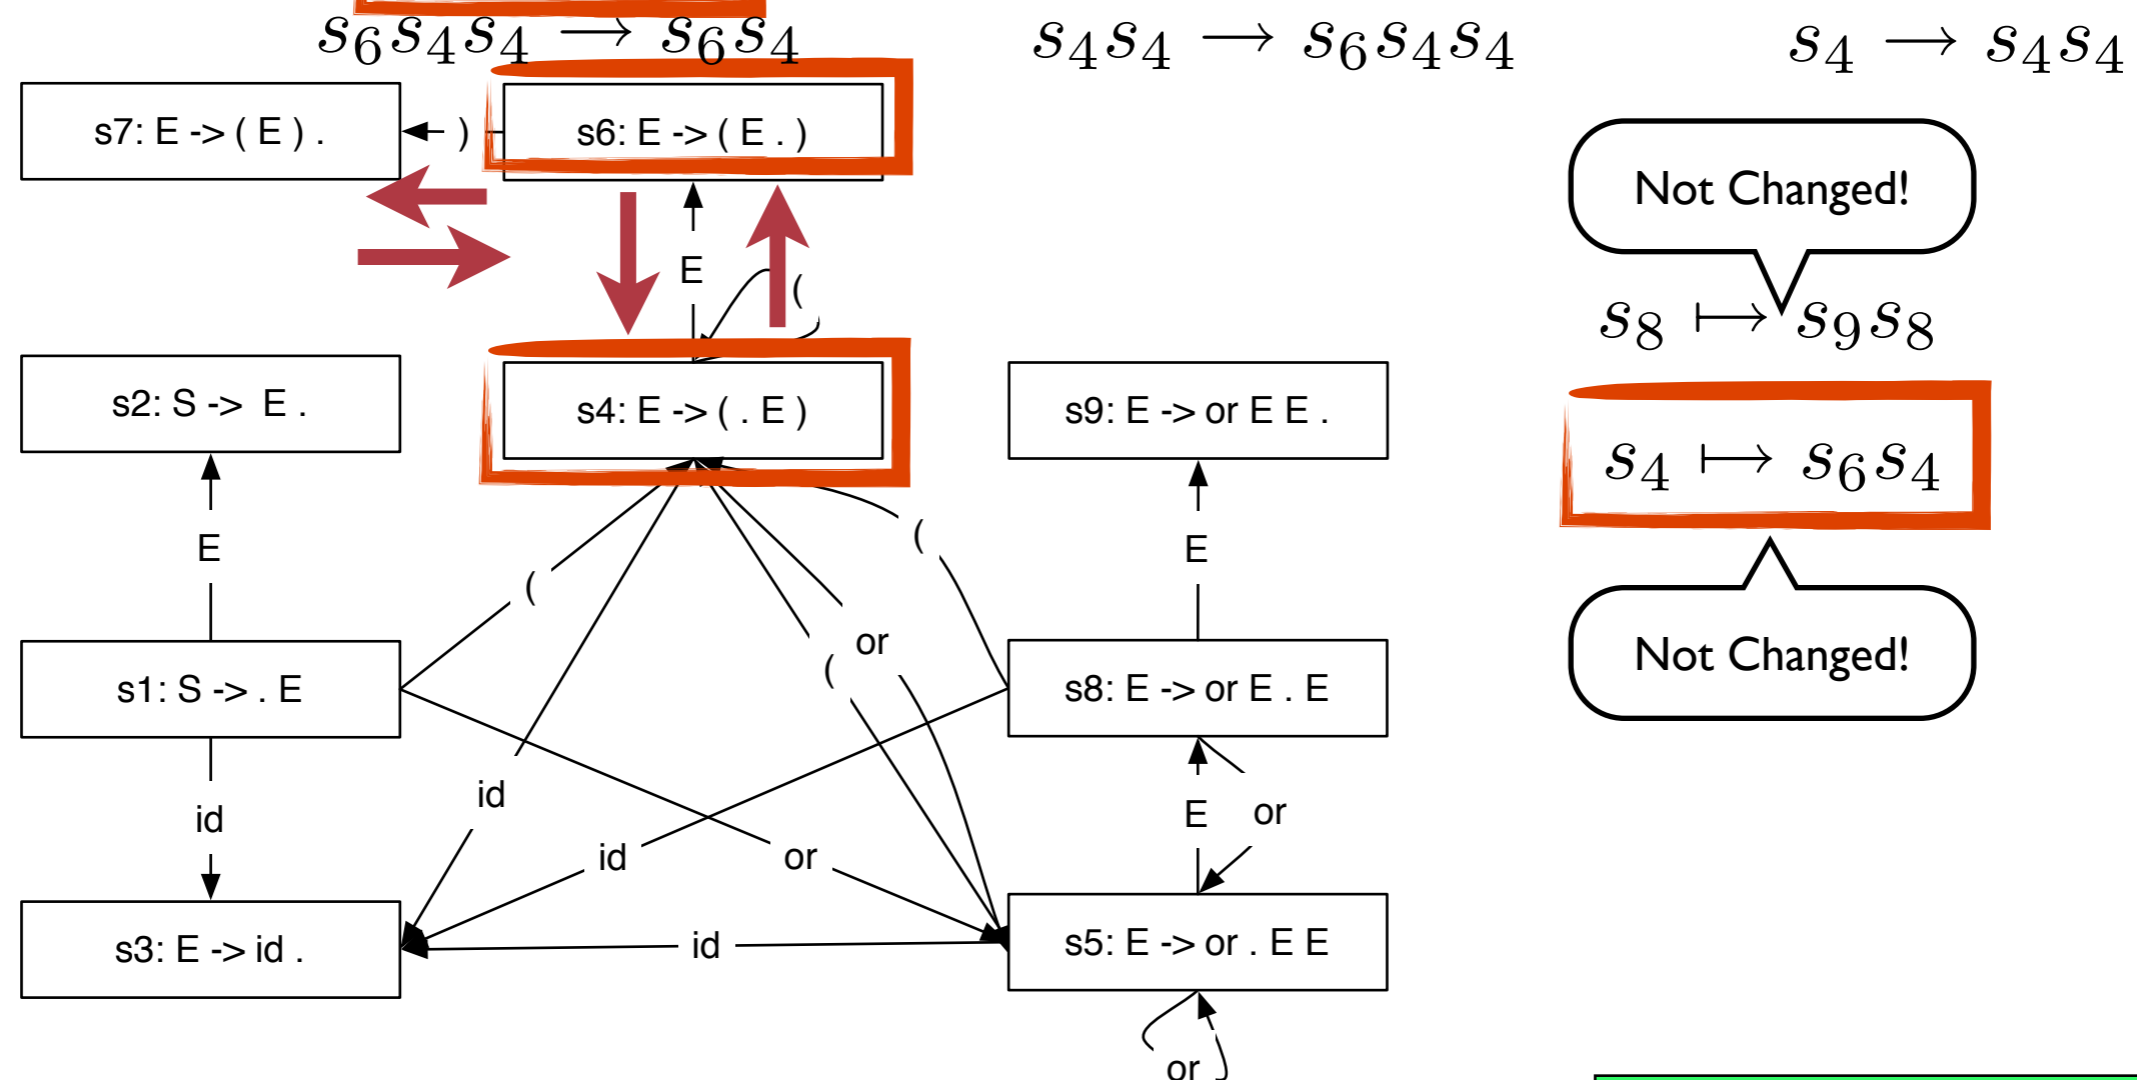 s6s4s4 → s6s4
s4s4 → s6s4s4
s4 → s4s4
s7: E -> ( E ) .
)
s6: E -> ( E . )
Not Changed!
E
(
s8 ↦ s9s8
s2: S -> E .
s4: E -> ( . E )
s9: E -> or E E .
s4 ↦ s6s4
E
(
(
E
or
(
Not Changed!
s1: S -> . E
s8: E -> or E . E
id
id
id
or
E
or
s3: E -> id .
id
s5: E -> or . E E
or